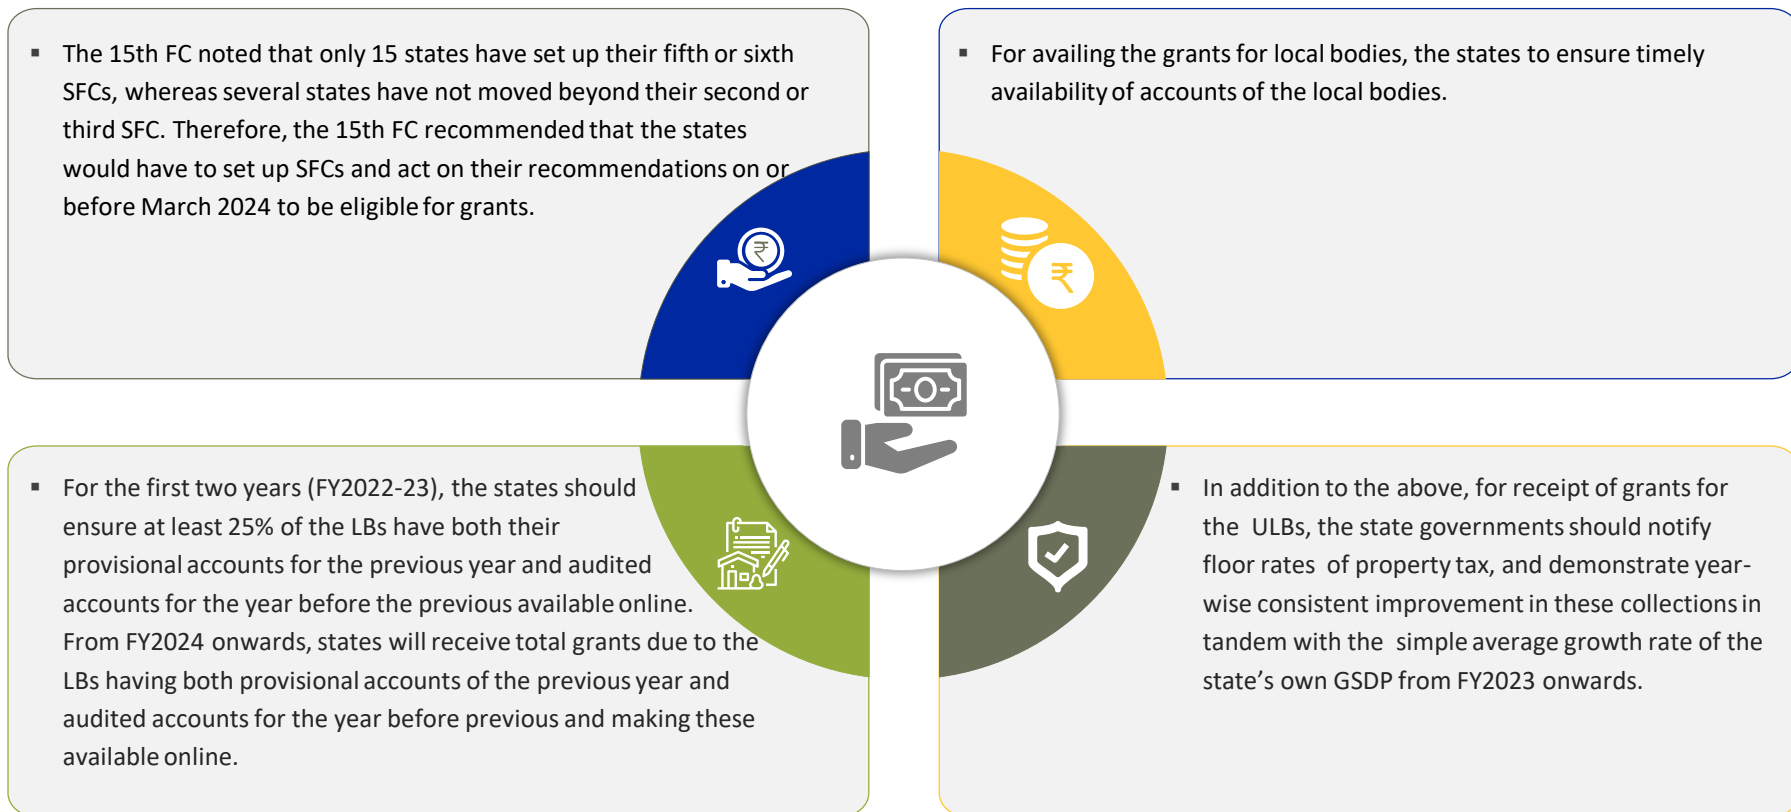 ▪ The 15th FC noted that only 15 states have set up their fifth or sixth
SFCs, whereas several states have not moved beyond their second or
third SFC. Therefore, the 15th FC recommended that the states
would have to set up SFCs and act on their recommendations on or
before March 2024 to be eligible for grants.
₹
▪ For availing the grants for local bodies, the states to ensure timely
availability of accounts of the local bodies.
₹
▪ For the first two years (FY2022-23), the states should
ensure at least 25% of the LBs have both their
provisional accounts for the previous year and audited
accounts for the year before the previous available online.
From FY2024 onwards, states will receive total grants due to the
LBs having both provisional accounts of the previous year and
audited accounts for the year before previous and making these
available online.
▪ In addition to the above, for receipt of grants for
the ULBs, the state governments should notify
floor rates of property tax, and demonstrate year-
wise consistent improvement in these collections in
tandem with the simple average growth rate of the
state’s own GSDP from FY2023 onwards.